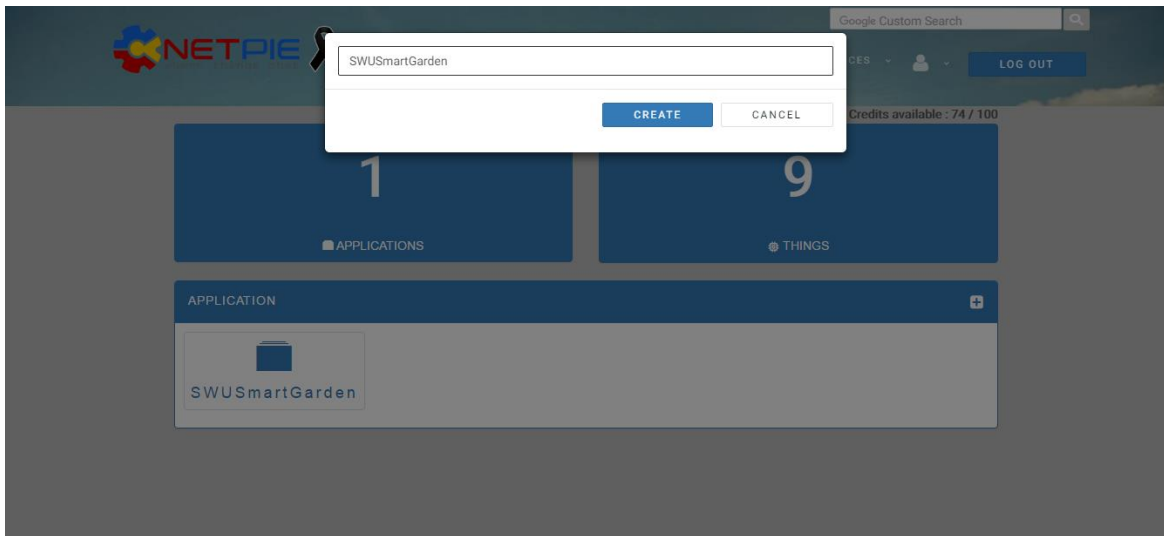 Google Custom Search
NETPIE
SWUSmartGarden
CES
LOG OUT
CREATE
CANCEL
Credits available : 74 / 100
1
9
APPLICATIONS
THINGS
APPLICATION
SWUSmartGarden